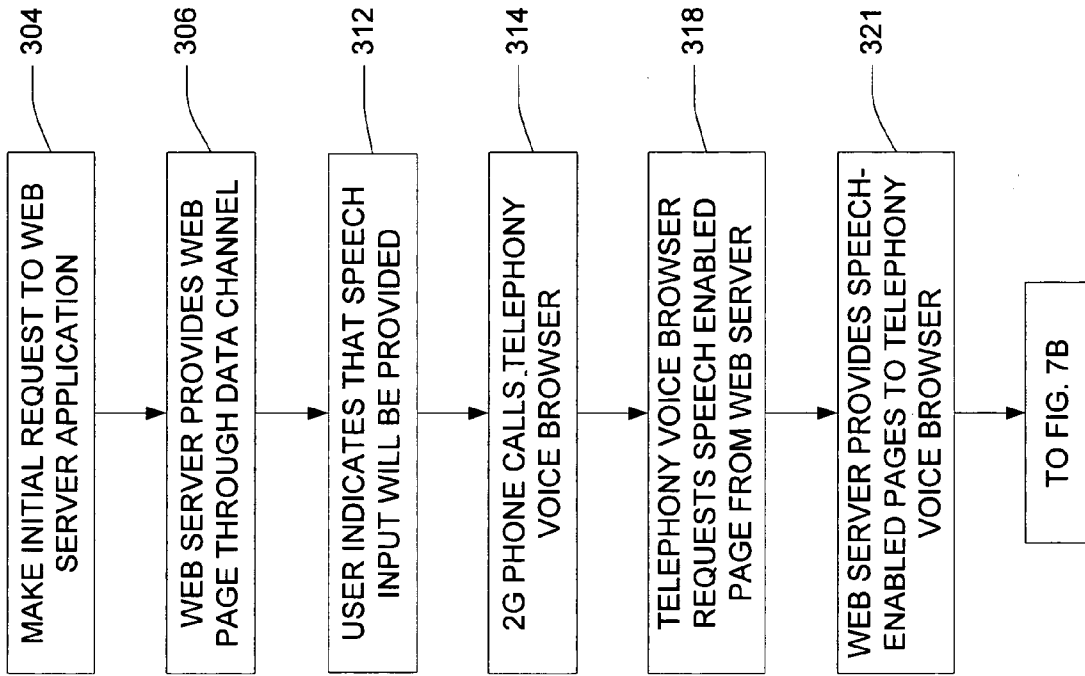 MAKE INITIAL REQUEST TO WEB
SERVER APPLICATION
304
WEB SERVER PROVIDES WEB
PAGE THROUGH DATA CHANNEL
306
USER INDICATES THAT SPEECH
INPUT WILL BE PROVIDED
312
2G PHONE CALLS TELEPHONY
VOICE BROWSER
314
TELEPHONY VOICE BROWSER
REQUESTS SPEECH ENABLED
PAGE FROM WEB SERVER
318
WEB SERVER PROVIDES SPEECH-
ENABLED PAGES TO TELEPHONY
VOICE BROWSER
321
TO FIG. 7B